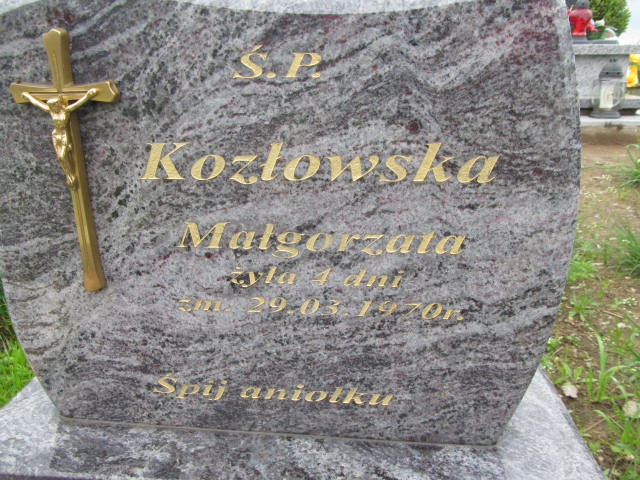 Ś.P.
Kozłowska
Małgorzata
żyła 4 dni
zm. 29.03.1970r.
Śpij aniołku